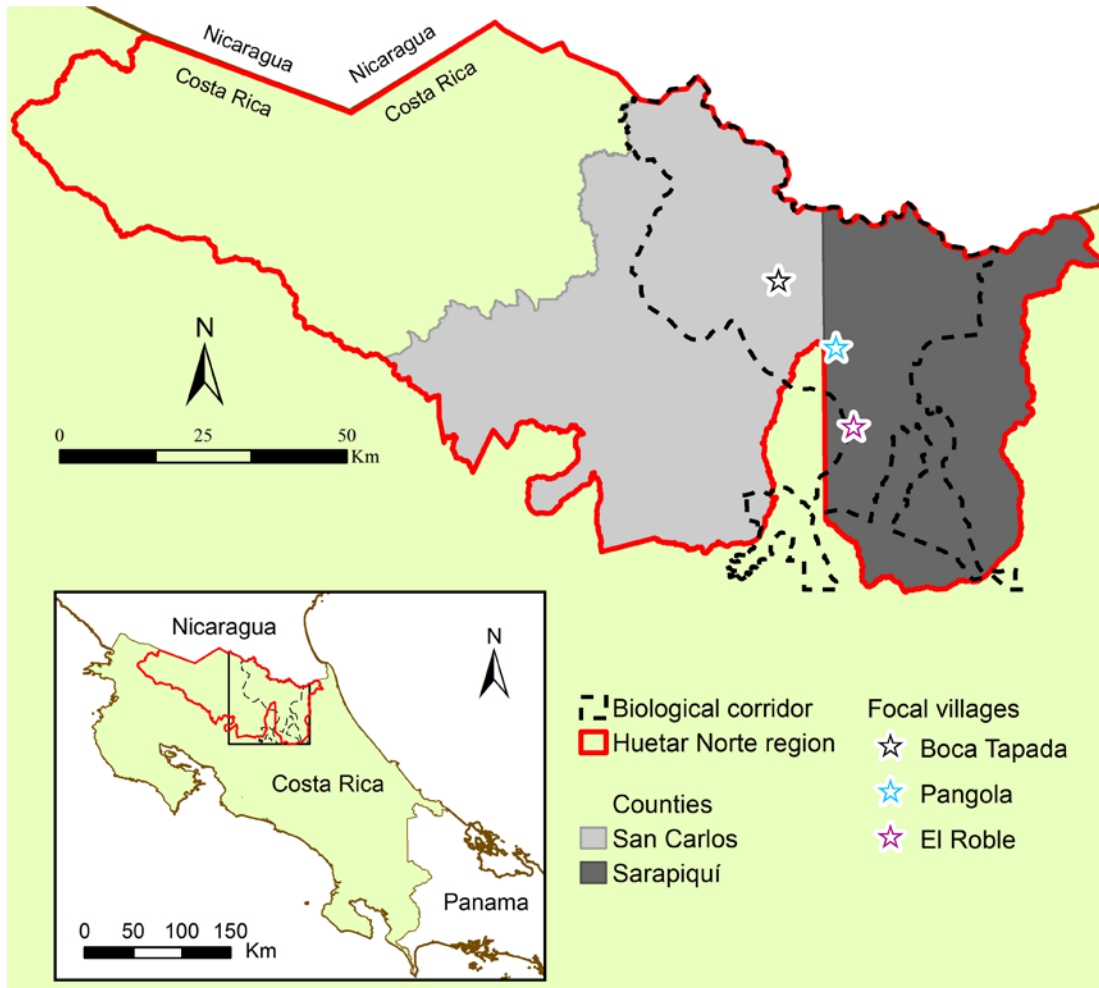 Nicaragua
Nicaragua
Costa Rica
Costa Rica
N
0 25 50
Km
Nicaragua
N
Costa Rica
Panama
0 50 100 150
Km
Biological corridor
Huetar Norte region
Counties
San Carlos
Sarapiquí
Focal villages
Boca Tapada
Pangola
El Roble